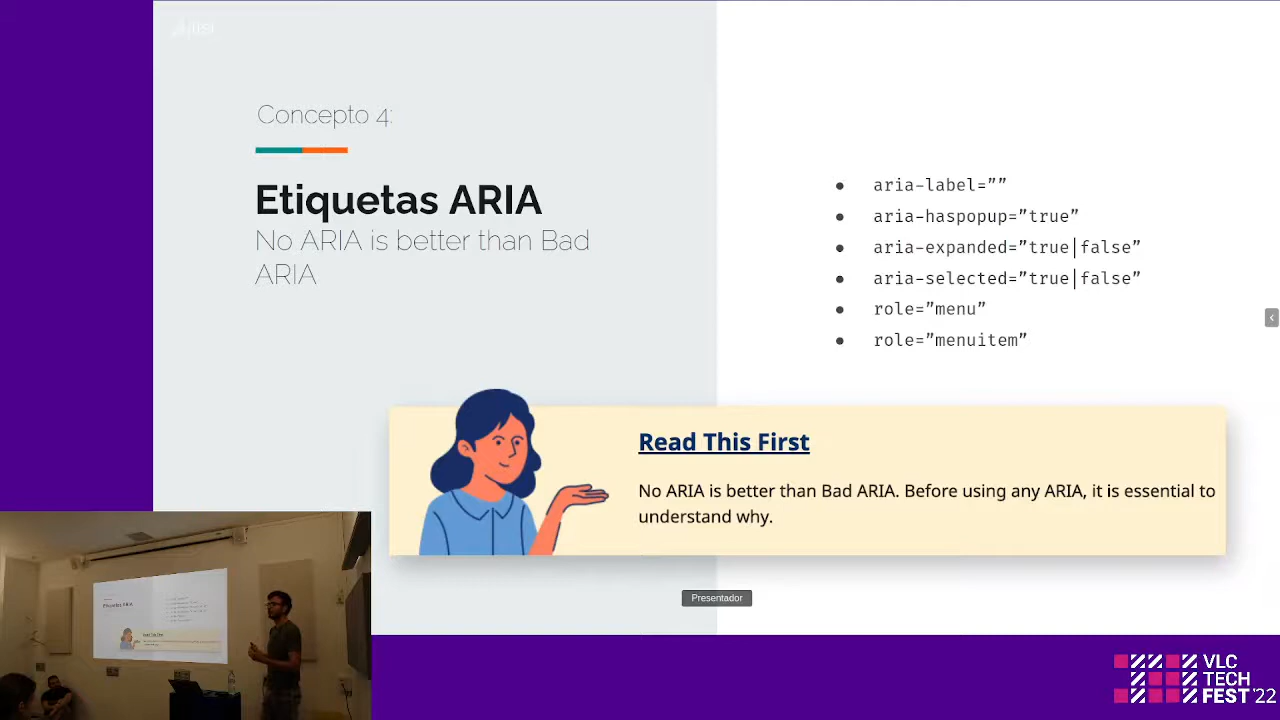 Concepto 4:
Etiquetas ARIA
No ARIA is better than Bad
ARIA
aria-label=””
aria-haspopup=”true”
aria-expanded=”true|false”
aria-selected=”true|false”
role=”menu”
role=”menuitem”
Read This First
No ARIA is better than Bad ARIA. Before using any ARIA, it is essential to
understand why.
Presentador
Etiquetas ARIA
VLC
TECH
FEST'22